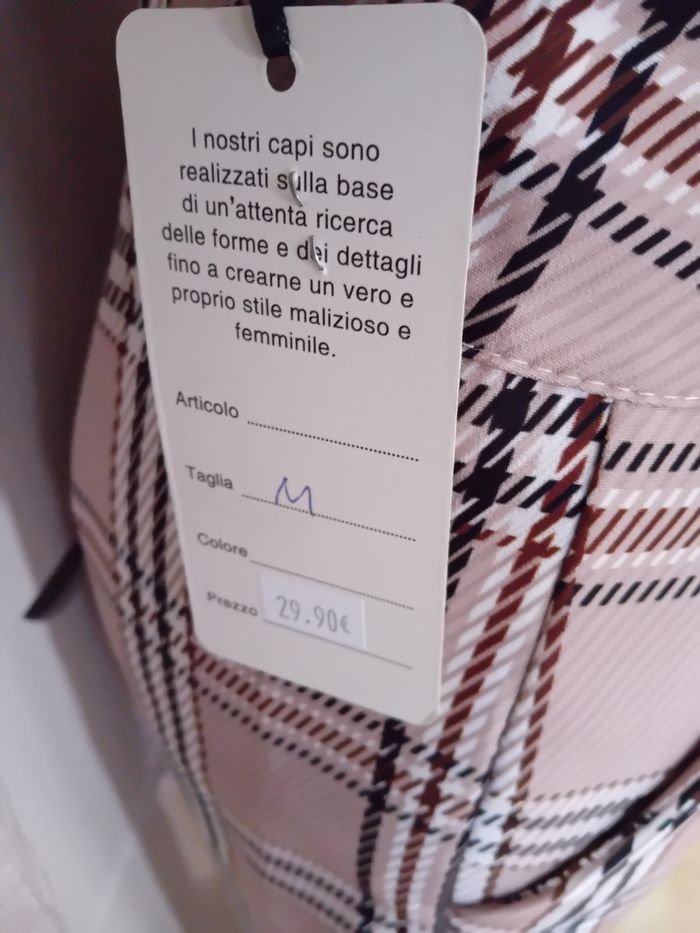 I nostri capi sono
realizzati sulla base
di un'attenta ricerca
delle forme e dei dettagli
fino a crearne un vero e
proprio stile malizioso e
femminile.
Articolo
Taglia M
Colore
Prezzo 29.90€